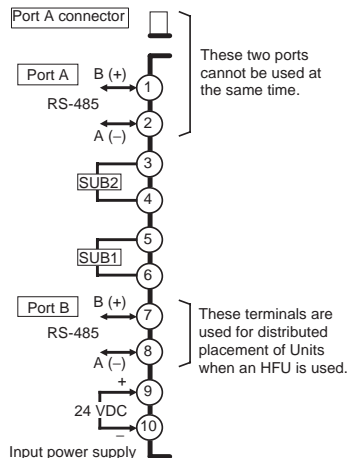 Port A connector
These two ports
cannot be used at
the same time.
Port A
B (+)
RS-485
1
A (−)
2
3
SUB2
4
5
SUB1
6
Port B
B (+)
RS-485
7
A (−)
8
These terminals are
used for distributed
placement of Units
when an HFU is used.
+
9
24 VDC
−
10
Input power supply